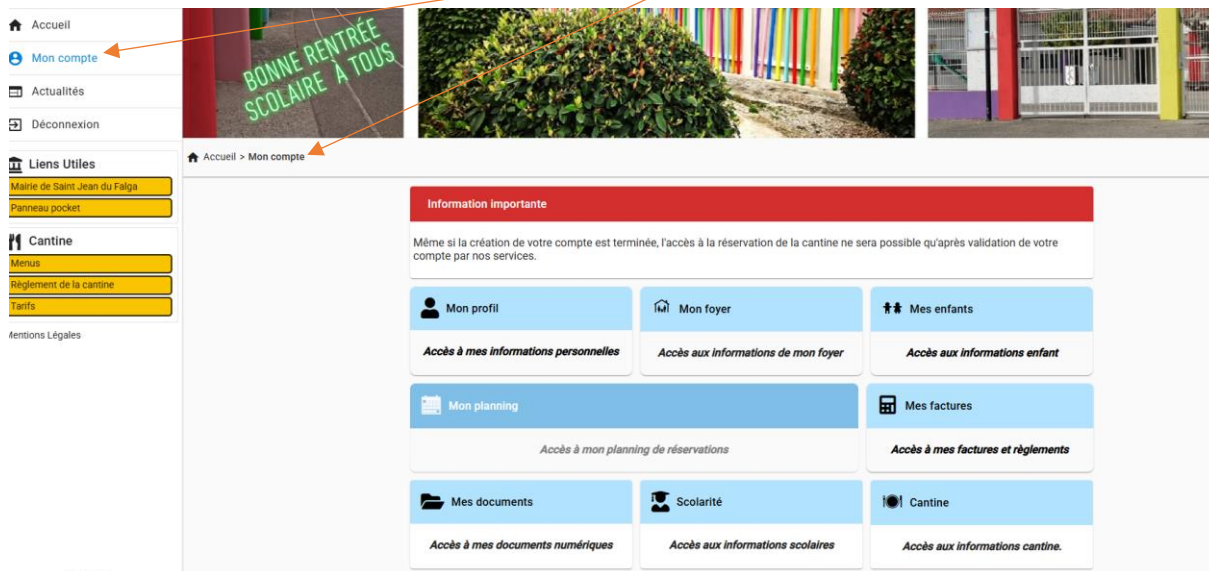 Accueil
Mon compte
Actualités
Déconnexion
BONNE RENTRÉE
SCOLAIRE À TOUS
Accueil > Mon compte
Liens Utiles
Mairie de Saint Jean du Falga
Panneau pocket
Cantine
Menus
Règlement de la cantine
Tarifs
Mentions Légales
Information importante
Même si la création de votre compte est terminée, l'accès à la réservation de la cantine ne sera possible qu'après validation de votre
compte par nos services.
Mon profil
Accès à mes informations personnelles
Mon foyer
Accès aux informations de mon foyer
Mes enfants
Accès aux informations enfant
Mon planning
Accès à mon planning de réservations
Mes factures
Accès à mes factures et règlements
Mes documents
Accès à mes documents numériques
Scolarité
Accès aux informations scolaires
Cantine
Accès aux informations cantine.